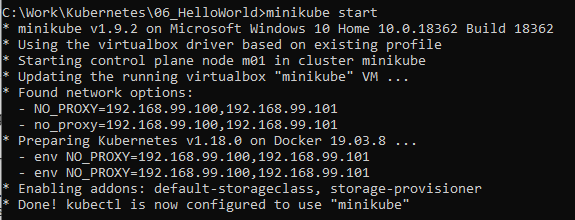 C:\Work\Kubernetes\06_HelloWorld>minikube start
* minikube v1.9.2 on Microsoft Windows 10 Home 10.0.18362 Build 18362
* Using the virtualbox driver based on existing profile
* Starting control plane node m01 in cluster minikube
* Updating the running virtualbox "minikube" VM ...
* Found network options:
  - NO_PROXY=192.168.99.100,192.168.99.101
  - no_proxy=192.168.99.100,192.168.99.101
* Preparing Kubernetes v1.18.0 on Docker 19.03.8 ...
  - env NO_PROXY=192.168.99.100,192.168.99.101
  - env NO_PROXY=192.168.99.100,192.168.99.101
* Enabling addons: default-storageclass, storage-provisioner
* Done! kubectl is now configured to use "minikube"